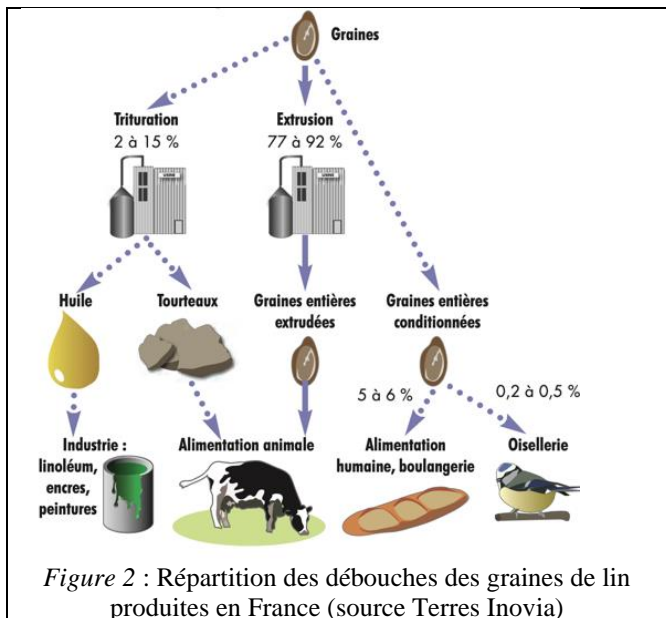 Graines
Trituration
2 à 15 %
Extrusion
77 à 92 %
Huile
Tourteaux
Graines entières
extrudées
Graines entières
conditionnées
5 à 6 %
0,2 à 0,5 %
Industrie :
linoléum,
encres,
peintures
Alimentation animale
Alimentation
humaine, boulangerie
Oisellerie
Figure 2 : Répartition des débouches des graines de lin
produites en France (source Terres Inovia)